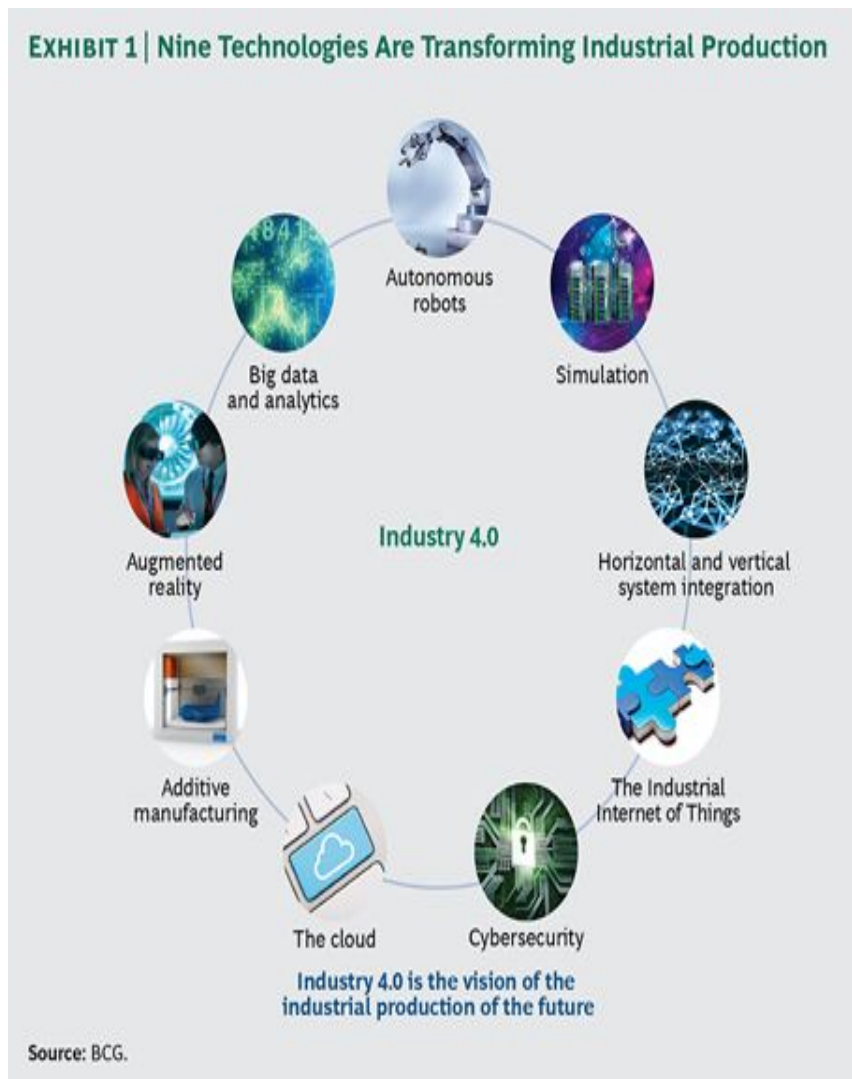 EXHIBIT 1 | Nine Technologies Are Transforming Industrial Production
8413
Autonomous
robots
Big data
and analytics
Simulation
Augmented
reality
Industry 4.0
Horizontal and vertical
system integration
Additive
manufacturing
The Industrial
Internet of Things
The cloud
Cybersecurity
Industry 4.0 is the vision of the
industrial production of the future
Source: BCG.